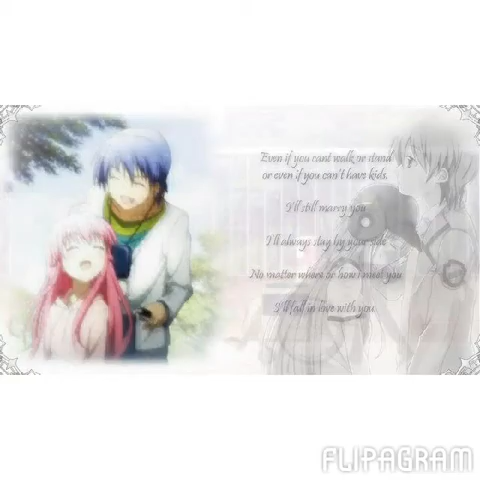 Even if you cant walk or stand
or even if you can't have kids.
I'll still marry you
I'll always stay by your side
No matter where or how i meet you
I'll fall in love with you.
FLIPAGRAM